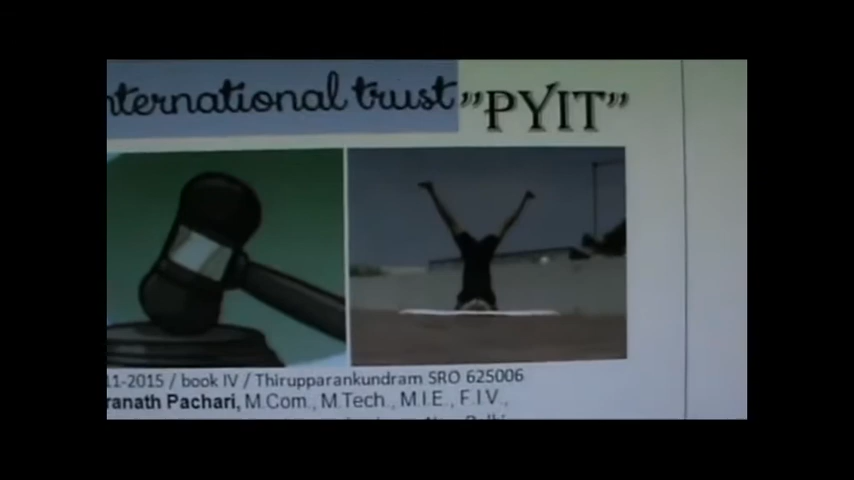 nternational trust "PYIT"
11-2015 / book IV / Thirupparankundram SRO 625006
ranath Pachari, M.Com., M.Tech., M.I.E., F.I.V.,